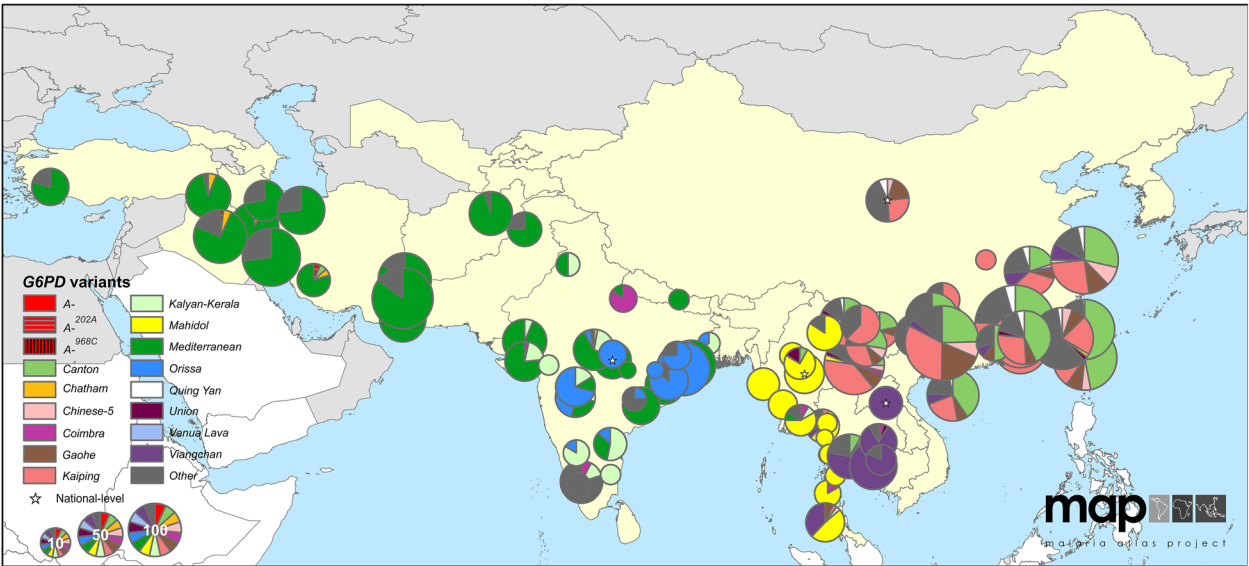 G6PD variants
A-
A-202A
A-968C
Canton
Chatham
Chinese-5
Coimbra
Gaohe
Kaiping
Kalyan-Kerala
Mahidol
Mediterranean
Orissa
Quing Yan
Union
Vanua Lava
Viangchan
Other
National-level
10
50
100
map
malaria atlas project